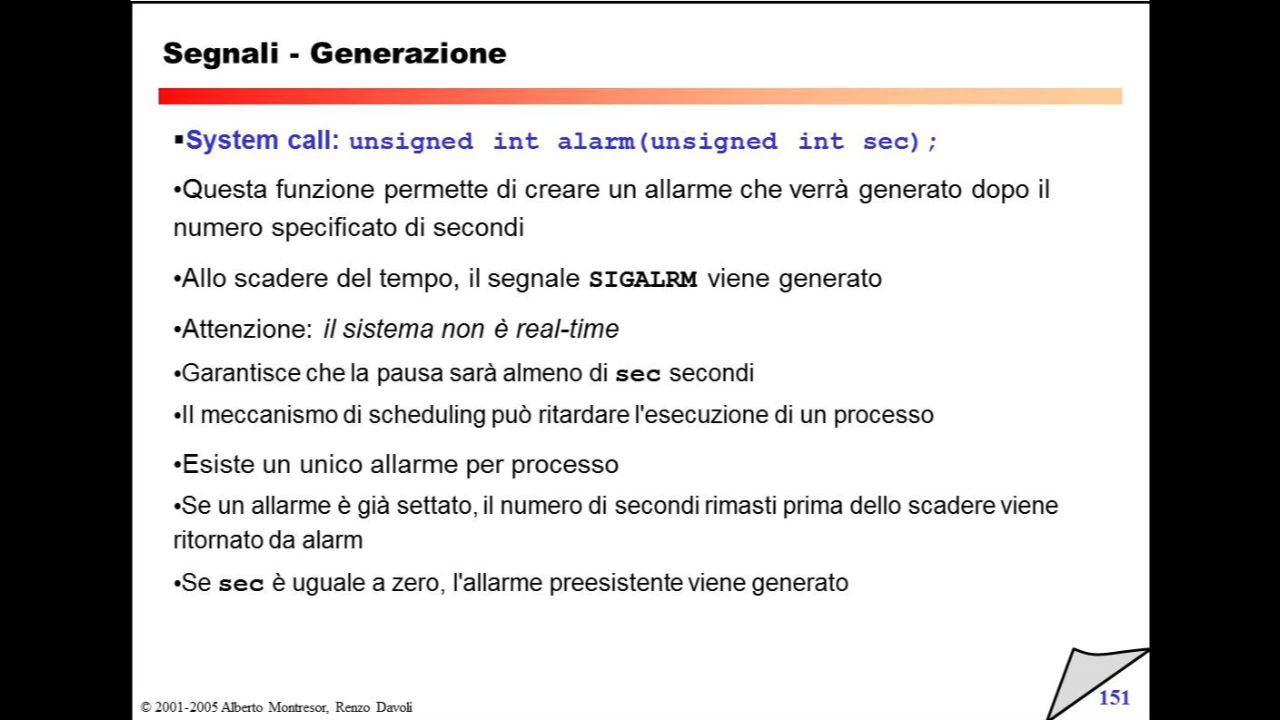 Segnali - Generazione
▪System call: unsigned int alarm(unsigned int sec);
•Questa funzione permette di creare un allarme che verrà generato dopo il
numero specificato di secondi
•Allo scadere del tempo, il segnale SIGALRM viene generato
•Attenzione: il sistema non è real-time
•Garantisce che la pausa sarà almeno di sec secondi
•Il meccanismo di scheduling può ritardare l'esecuzione di un processo
•Esiste un unico allarme per processo
•Se un allarme è già settato, il numero di secondi rimasti prima dello scadere viene
ritornato da alarm
•Se sec è uguale a zero, l'allarme preesistente viene generato
© 2001-2005 Alberto Montresor, Renzo Davoli
151